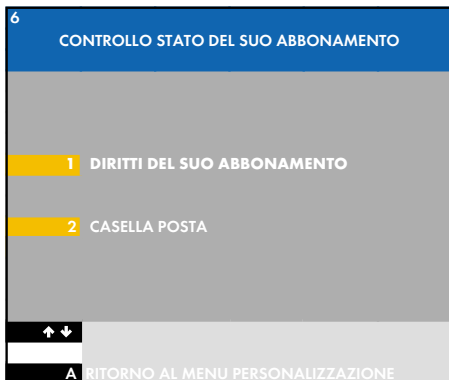 6
CONTROLLO STATO DEL SUO ABBONAMENTO
1 DIRITTI DEL SUO ABBONAMENTO
2 CASELLA POSTA
↑ ↓
A RITORNO AL MENU PERSONALIZZAZIONE